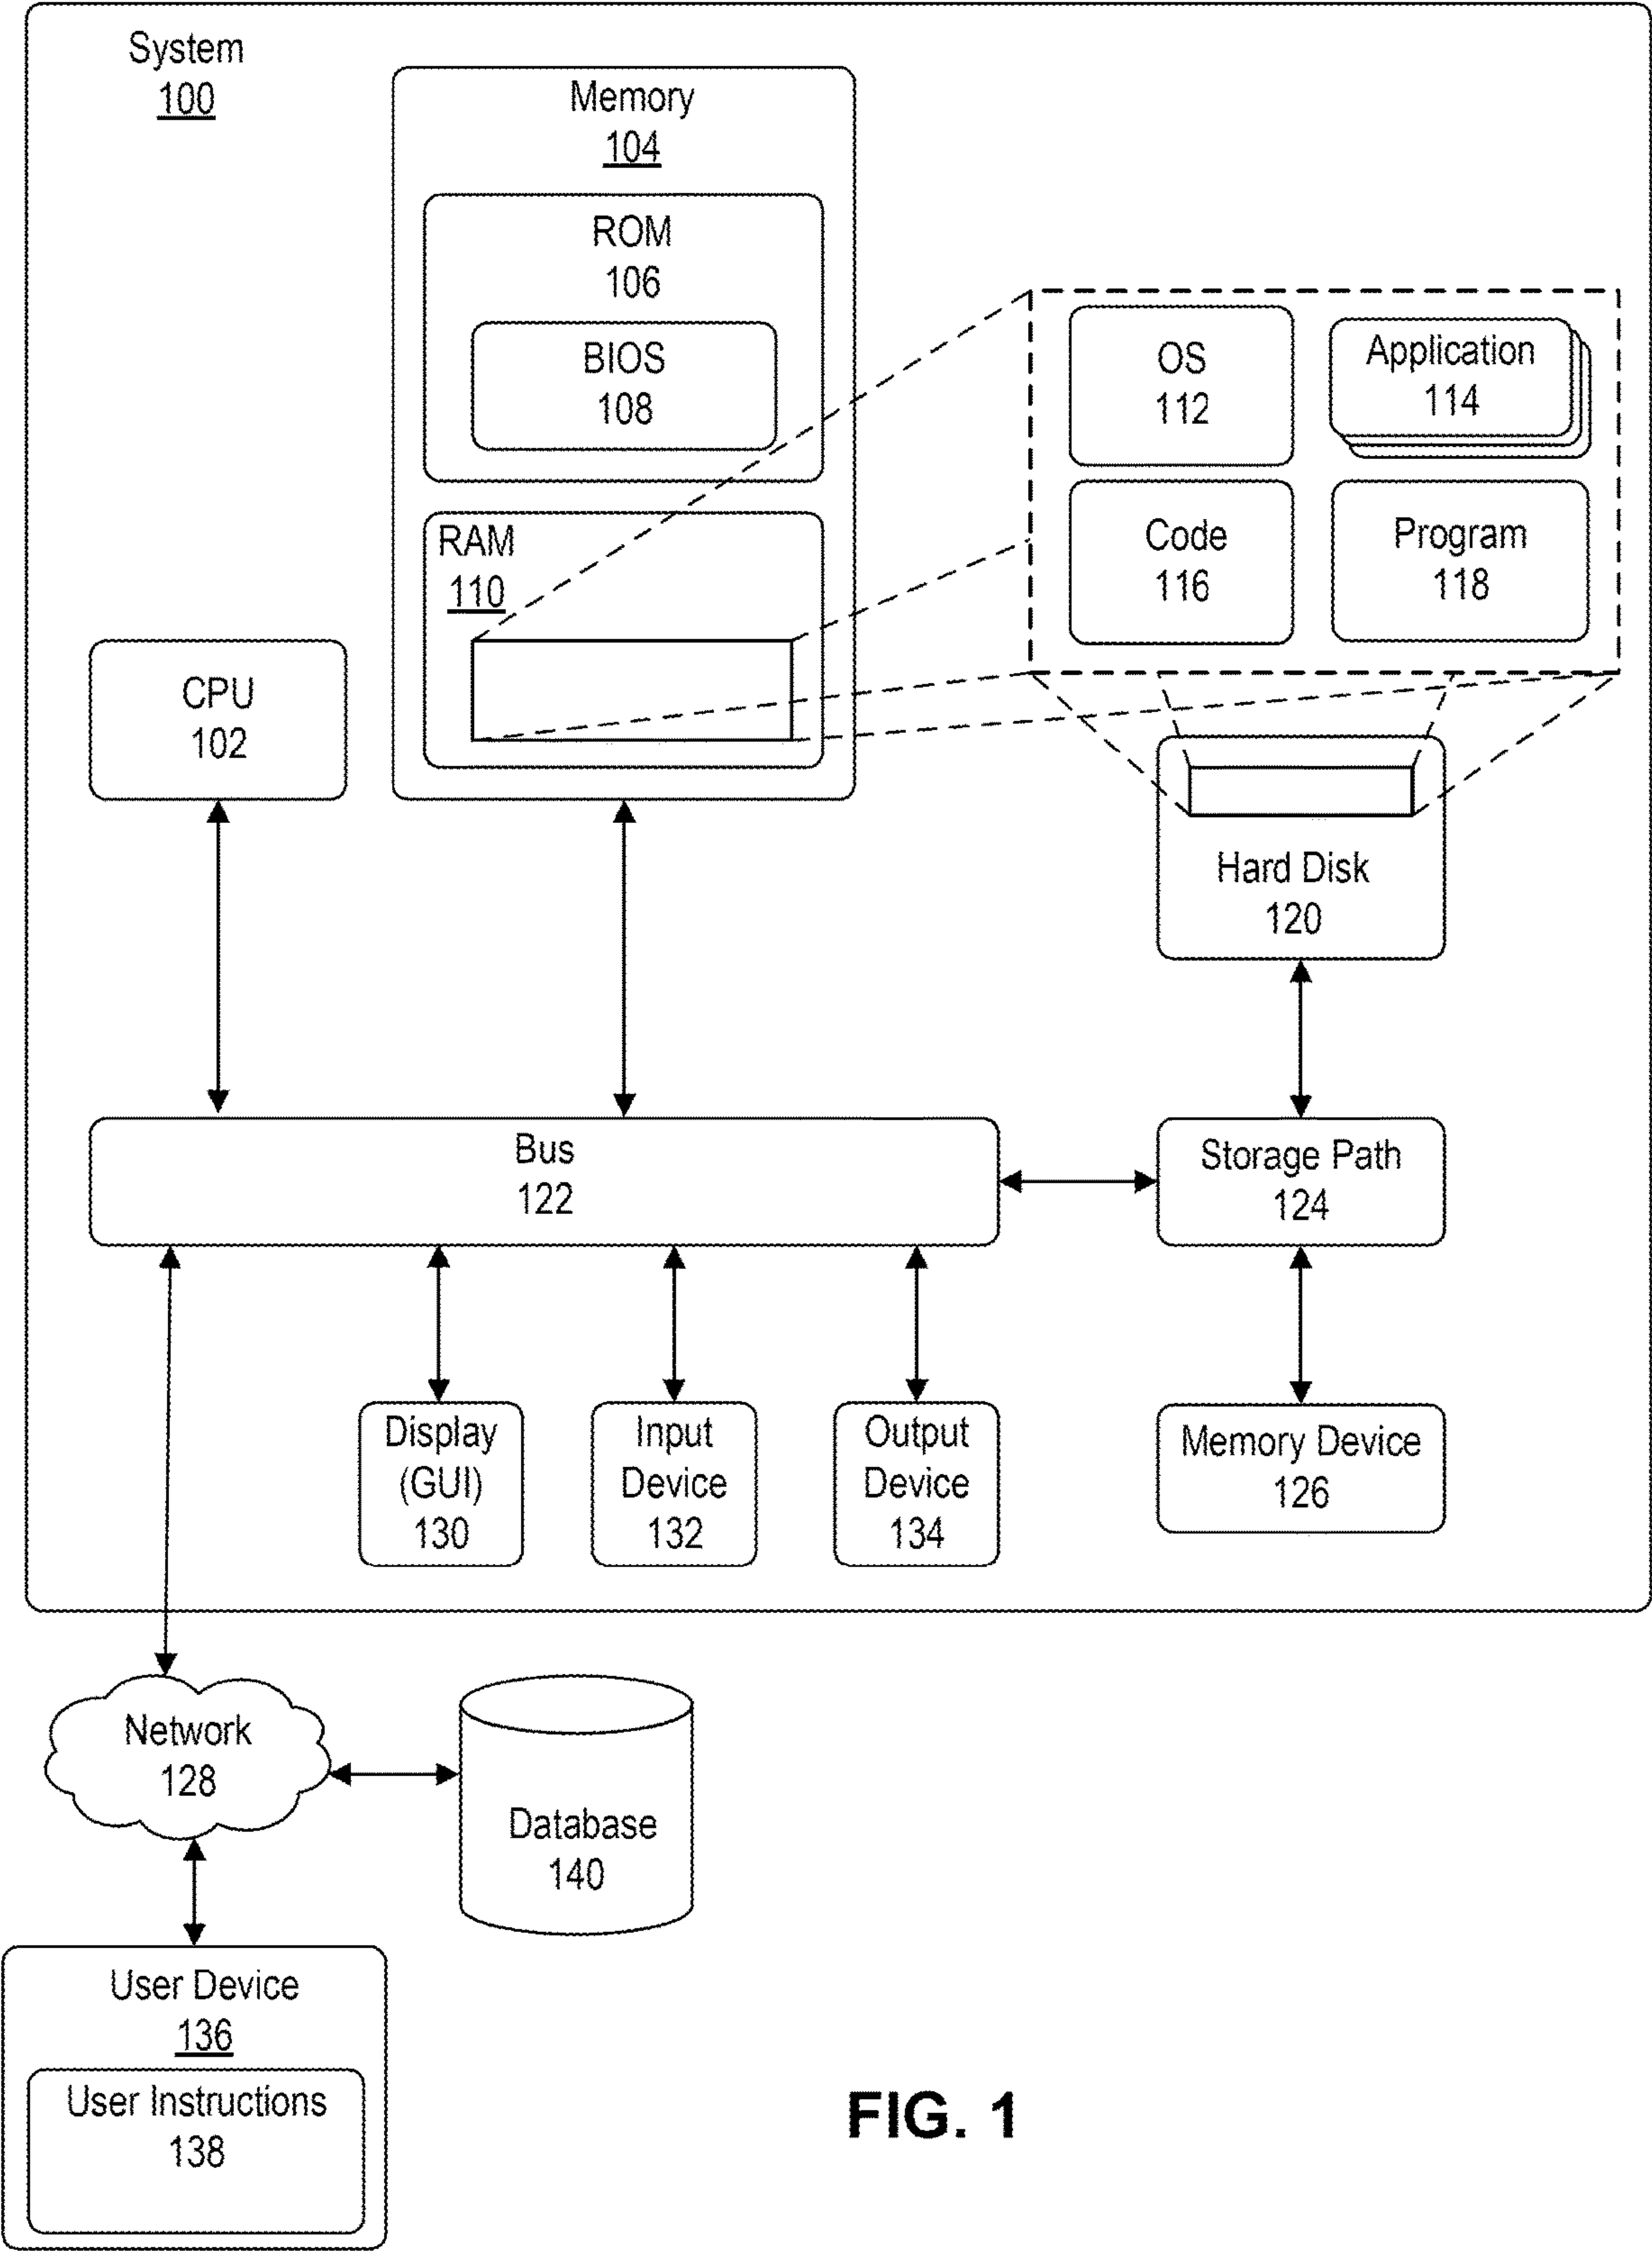 System
100
Memory
104
ROM
106
BIOS
108
RAM
110
OS
112
Application
114
Code
116
Program
118
CPU
102
Hard Disk
120
Bus
122
Storage Path
124
Display
(GUI)
130
Input
Device
132
Output
Device
134
Memory Device
126
Network
128
Database
140
User Device
136
User Instructions
138
FIG. 1